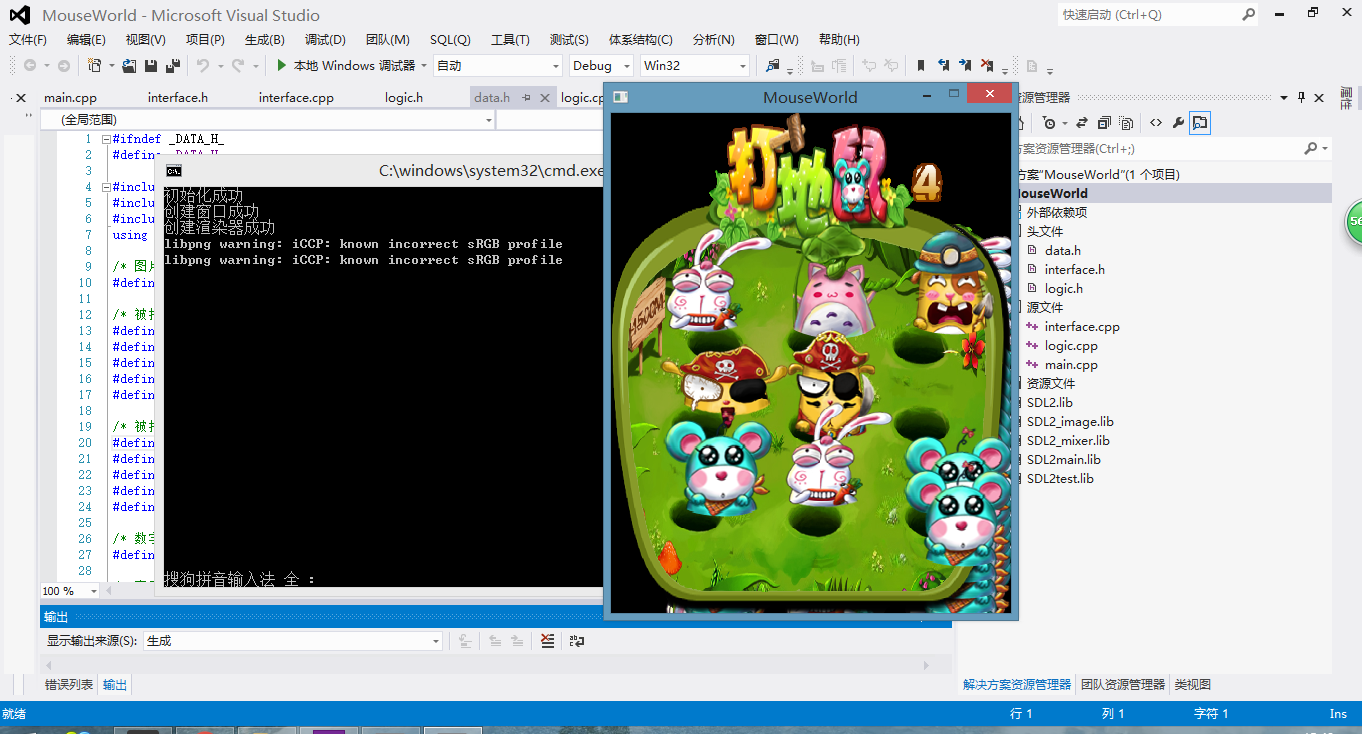 MouseWorld - Microsoft Visual Studio
快速启动 (Ctrl+Q)
文件(F) 编辑(E) 视图(V) 项目(P) 生成(B) 调试(D) 团队(M) SQL(Q) 工具(T) 测试(S) 体系结构(C) 分析(N) 窗口(W) 帮助(H)
本地 Windows 调试器 自动 Debug Win32
main.cpp interface.h interface.cpp logic.h data.h logic.cp
(全局范围)
1 #ifndef _DATA_H_
2 #define _DATA_H_
3
4 #inclu
5 #inclu
6 #inclu
7 using
8
9 /* 图片
10 #defin
11
12 /* 被打
13 #defin
14 #defin
15 #defin
16 #defin
17 #defin
18
19 /* 被打
20 #defin
21 #defin
22 #defin
23 #defin
24 #defin
25
26 /* 数字
27 #defin
28
100 %
C:\windows\system32\cmd.exe
初始化成功
创建窗口成功
创建渲染器成功
libpng warning: iCCP: known incorrect sRGB profile
libpng warning: iCCP: known incorrect sRGB profile
搜狗拼音输入法 全 :
MouseWorld
打地鼠
4
H500M
资源管理器
方案资源管理器(Ctrl+;)
方案"MouseWorld"(1 个项目)
MouseWorld
外部依赖项
头文件
data.h
interface.h
logic.h
源文件
interface.cpp
logic.cpp
main.cpp
资源文件
SDL2.lib
SDL2_image.lib
SDL2_mixer.lib
SDL2main.lib
SDL2test.lib
56
输出
显示输出来源(S): 生成
错误列表 输出
解决方案资源管理器 团队资源管理器 类视图
就绪 行 1 列 1 字符 1 Ins